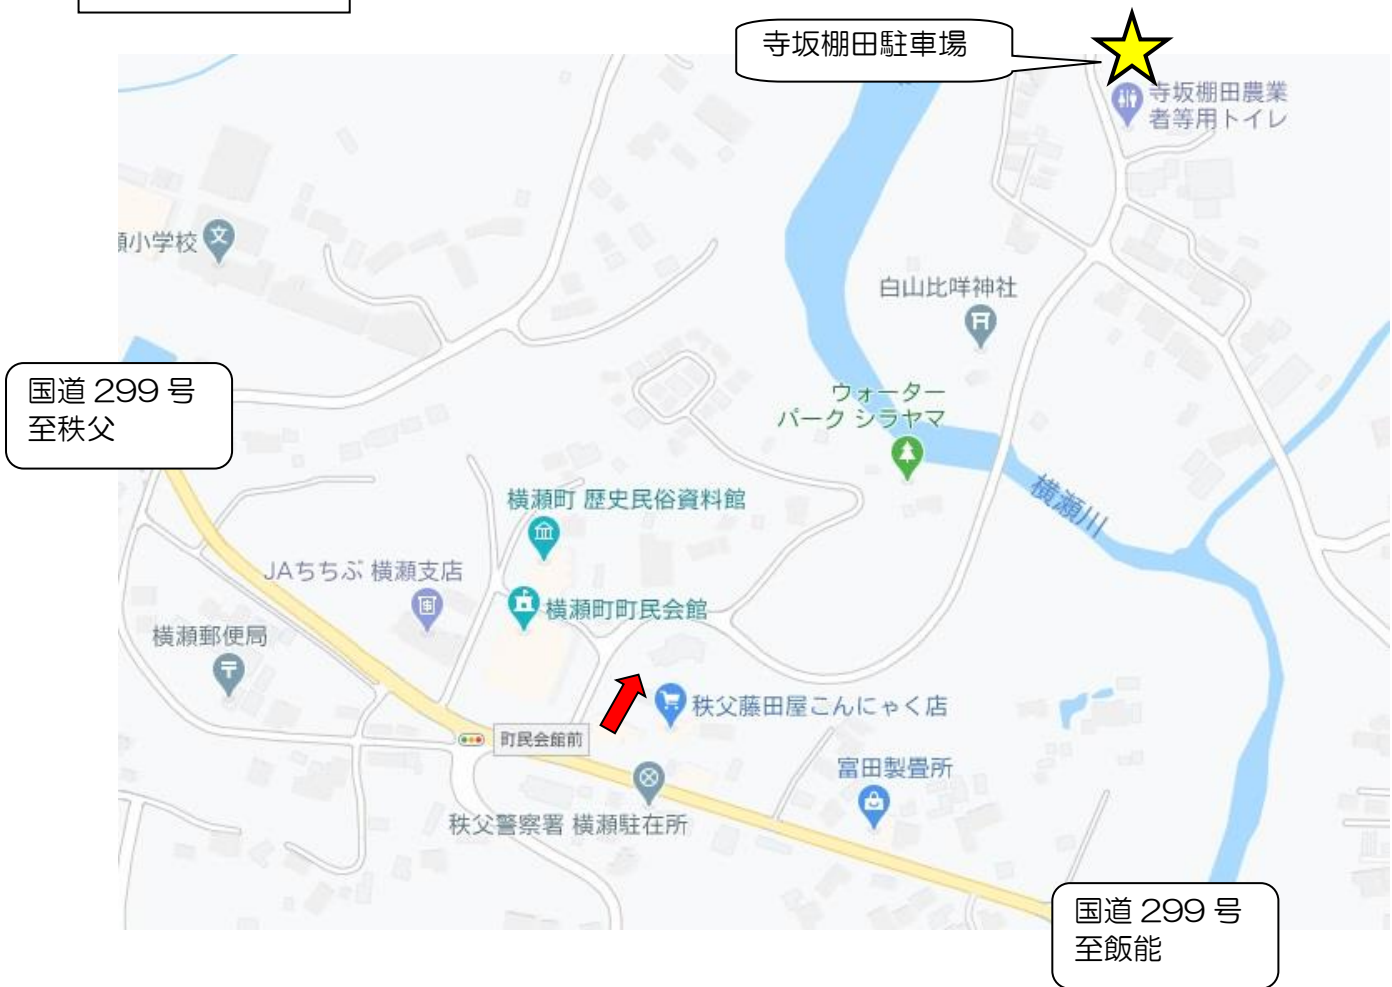 寺坂棚田駐車場
寺坂棚田農業
者等用トイレ
瀬小学校
文
白山比咩神社
国道 299 号
至秩父
ウォーター
パーク シラヤマ
横瀬町 歴史民俗資料館
横瀬川
JAちちぶ 横瀬支店
横瀬町町民会館
横瀬郵便局
秩父藤田屋こんにゃく店
町民会館前
富田製畳所
秩父警察署 横瀬駐在所
国道 299 号
至飯能